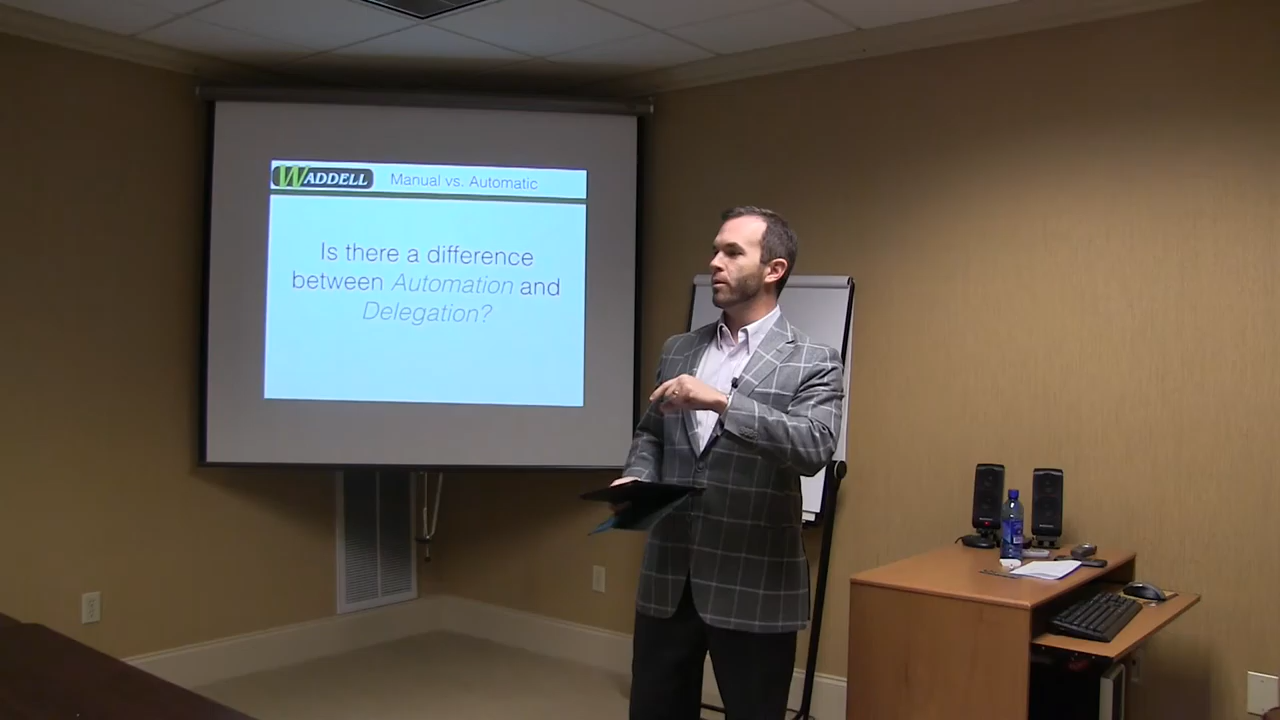 WADDELL
Manual vs. Automatic
Is there a difference
between Automation and
Delegation?